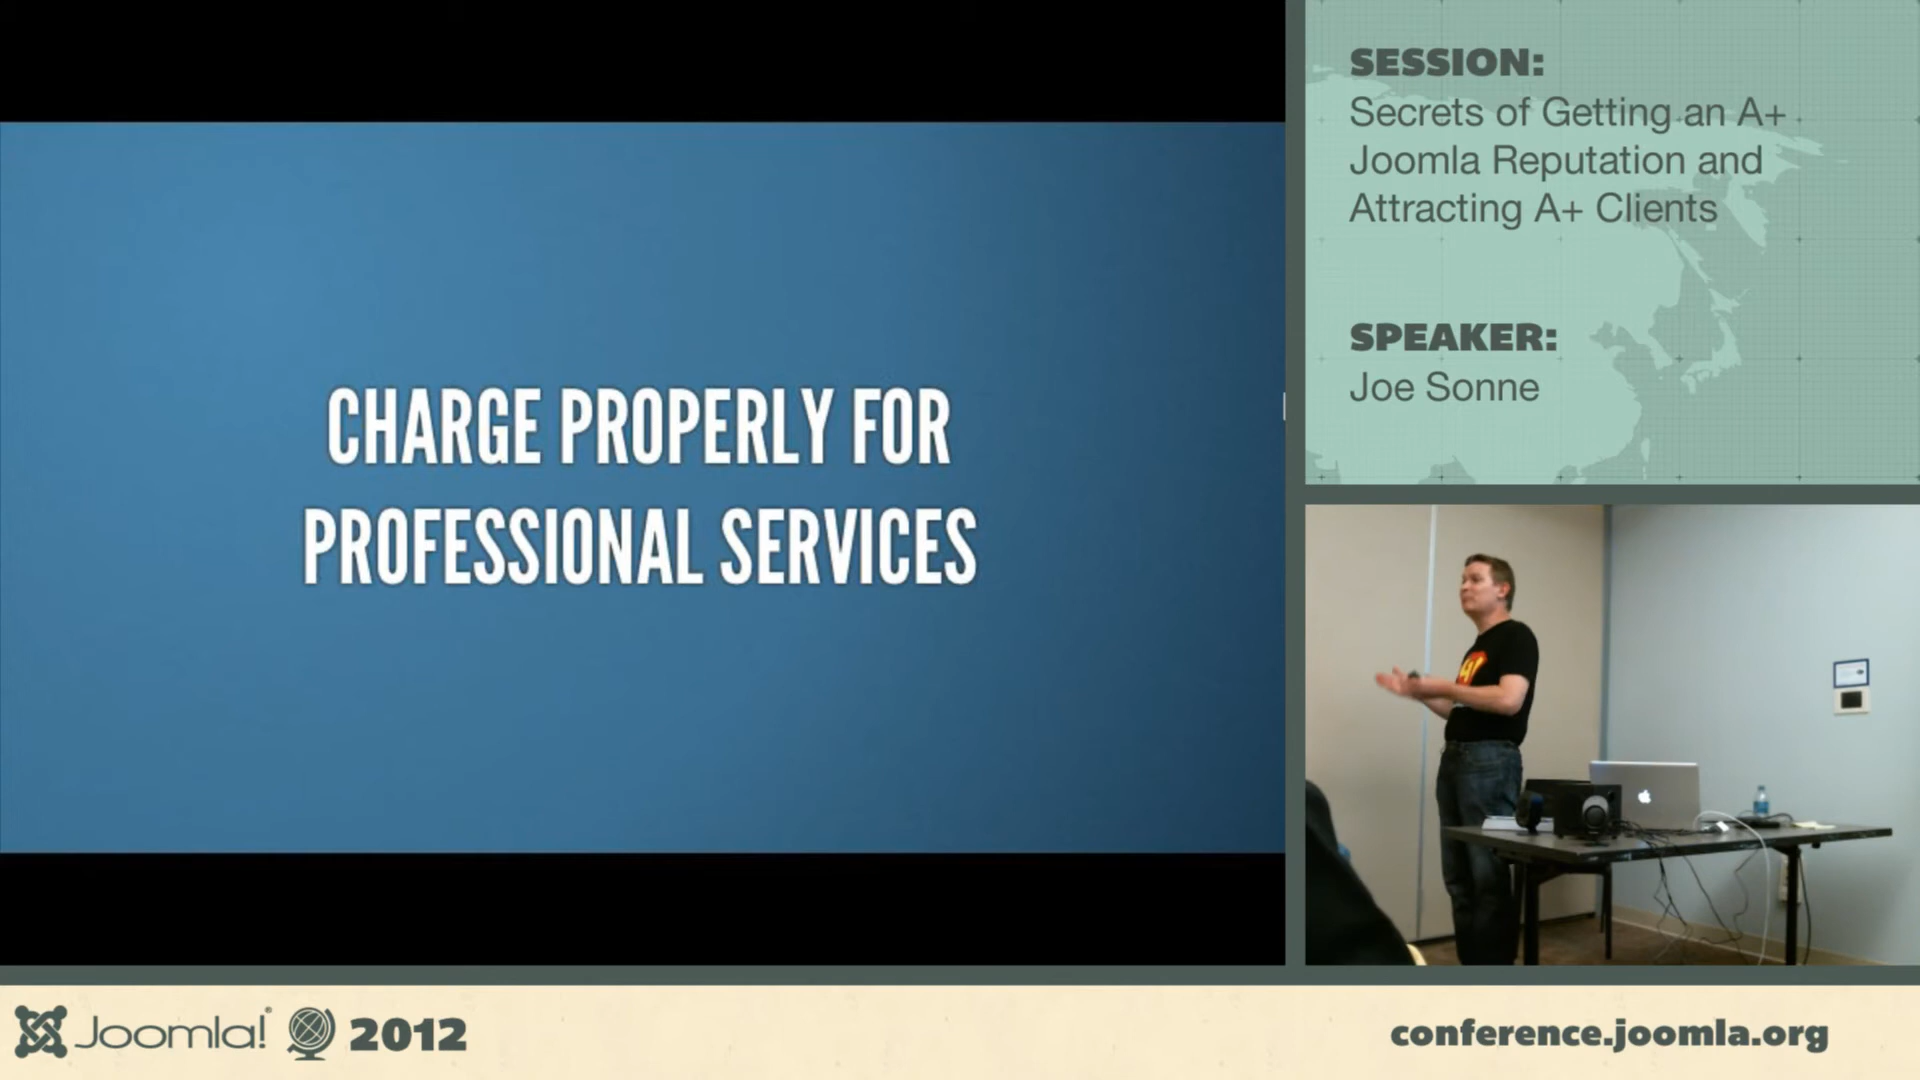 CHARGE PROPERLY FOR
PROFESSIONAL SERVICES
SESSION:
Secrets of Getting an A+
Joomla Reputation and
Attracting A+ Clients
SPEAKER:
Joe Sonne
Joomla!® 2012
conference.joomla.org